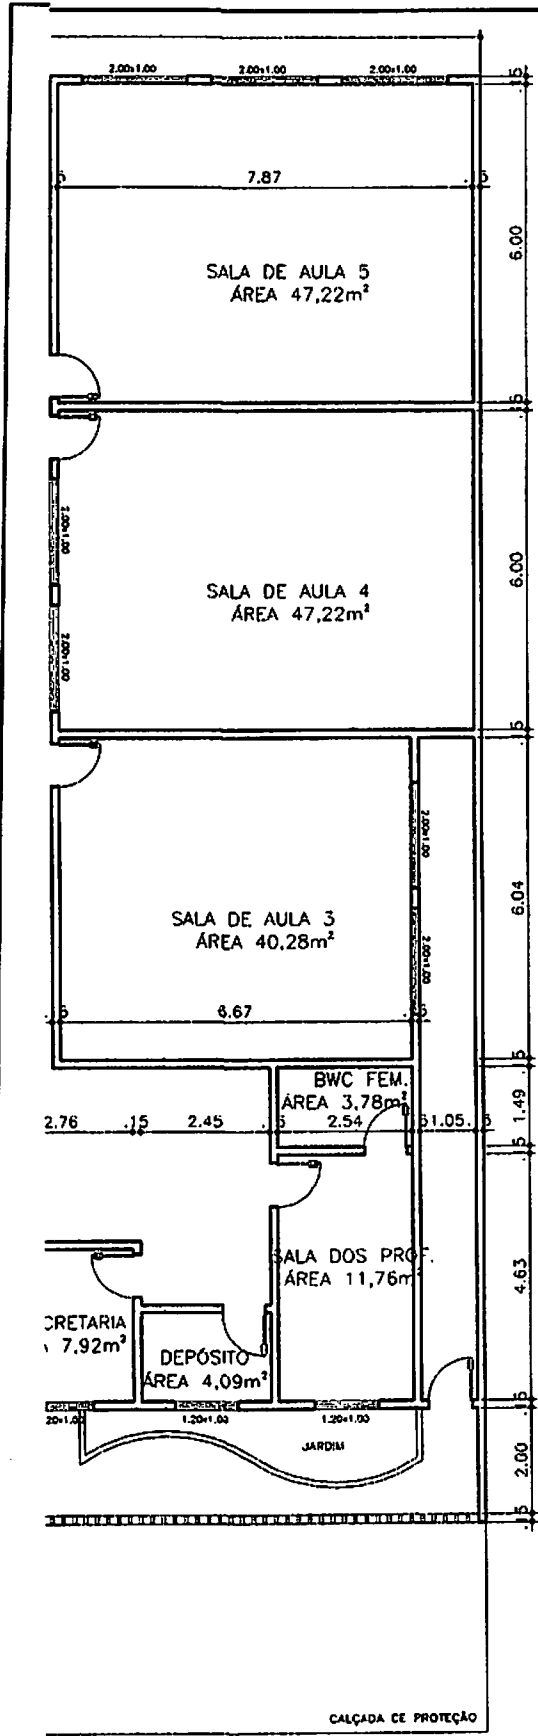 2.00x1.00 2.00x1.00 2.00x1.00
.15
7.87
6.00
SALA DE AULA 5
ÁREA 47,22m²
.15
2.00x1.00
6.00
SALA DE AULA 4
ÁREA 47,22m²
2.00x1.00
.15
2.00x1.00
6.04
SALA DE AULA 3
ÁREA 40,28m²
2.00x1.00
6.67
.15
BWC FEM.
ÁREA 3,78m²
1.49
2.76 .15 2.45 2.54 1.05
SALA DOS PROF.
ÁREA 11,76m²
4.63
CRETARIA
7,92m²
DEPÓSITO
ÁREA 4,09m²
.15
20x1.00 1.20x1.00 1.20x1.00
JARDIM
2.00
.15
CALÇADA DE PROTEÇÃO